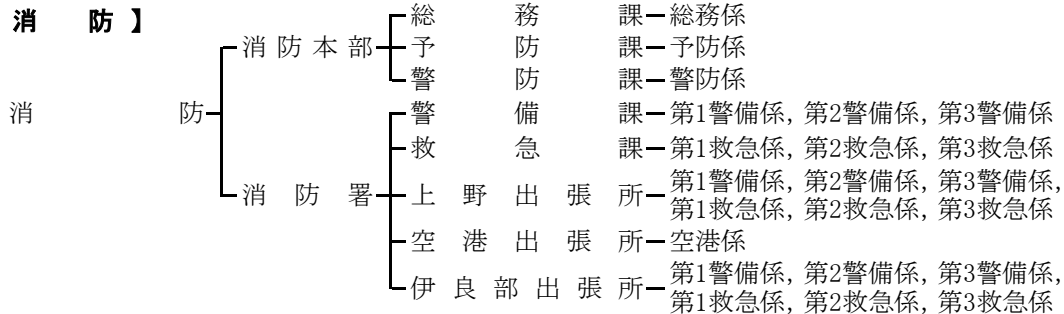 消 防 】
消防
消防本部
総務課 総務係
予防課 予防係
警防課 警防係
消防署
警備課 第1警備係, 第2警備係, 第3警備係
救急課 第1救急係, 第2救急係, 第3救急係
上野出張所 第1警備係, 第2警備係, 第3警備係,
第1救急係, 第2救急係, 第3救急係
空港出張所 空港係
伊良部出張所 第1警備係, 第2警備係, 第3警備係,
第1救急係, 第2救急係, 第3救急係